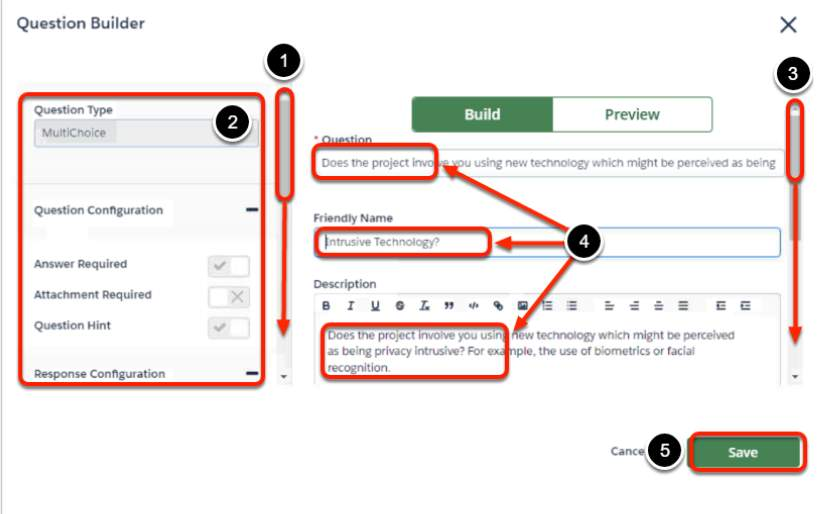 Question Builder
1
3
Question Type
2
MultiChoice
Build
Preview
* Question
Does the project involve you using new technology which might be perceived as being
Question Configuration
Friendly Name
4
Intrusive Technology?
Answer Required
Attachment Required
Question Hint
Description
B I U S Tx
Does the project involve you using new technology which might be perceived
as being privacy intrusive? For example, the use of biometrics or facial
recognition.
Response Configuration
Cance
5
Save